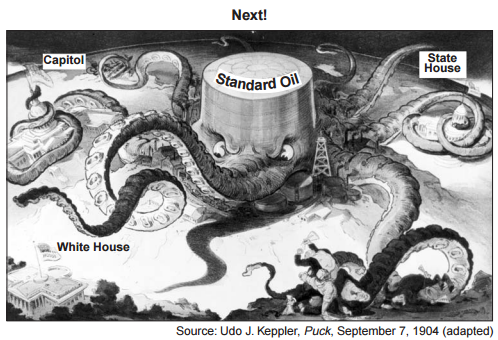 Next!
Capitol
State
House
Standard Oil
White House
Source: Udo J. Keppler, Puck, September 7, 1904 (adapted)